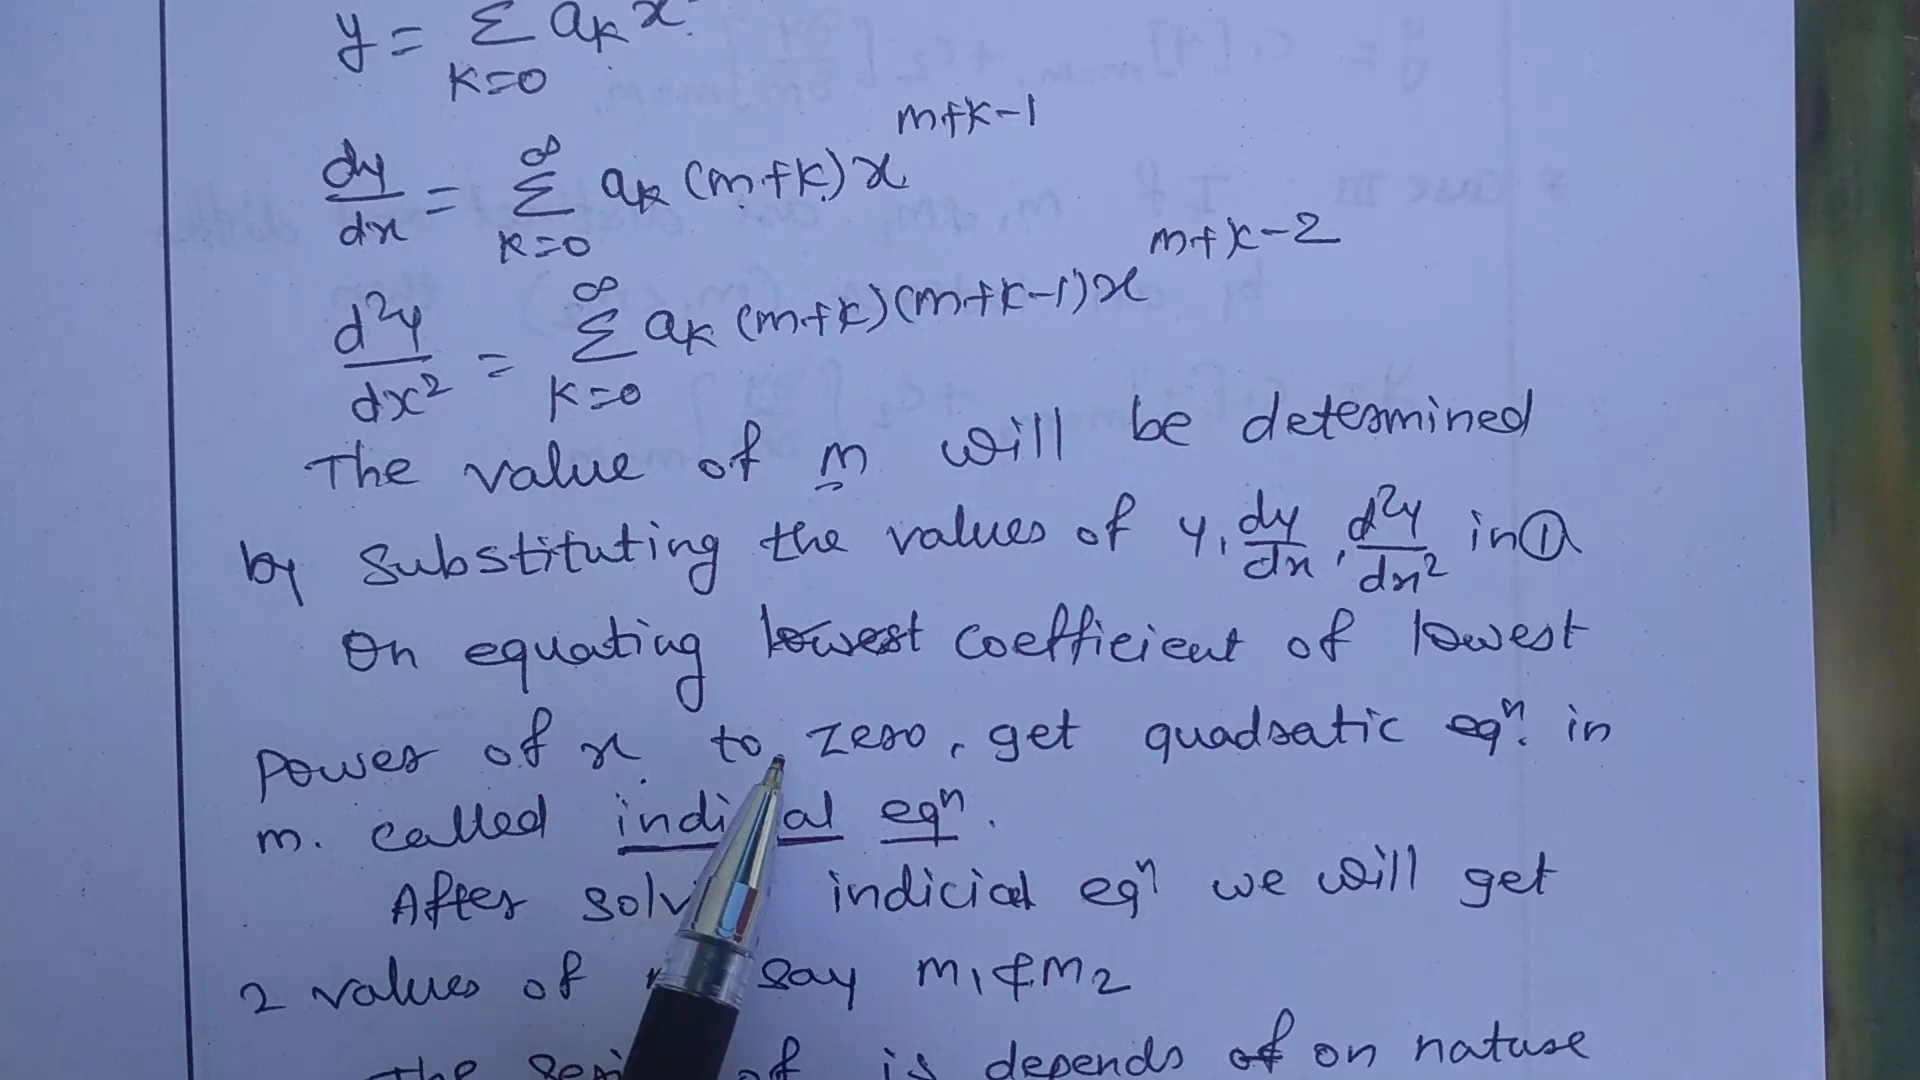 y = Σ aₖ x
K=0
dy/dx = ∞ Σ K=0 aₖ (m+k) x^(m+k-1)
d²y/dx² = ∞ Σ K=0 aₖ (m+k)(m+k-1) x^(m+k-2)
The value of m will be determined
by substituting the values of y, dy/dx, d²y/dx² in ①
On equating lowest coefficient of lowest
power of x to zero, get quadratic eqⁿ. in
m. called indi al eqⁿ.
After solv indicial eqⁿ we will get
2 values of say m₁ & m₂
The of is depends of on nature